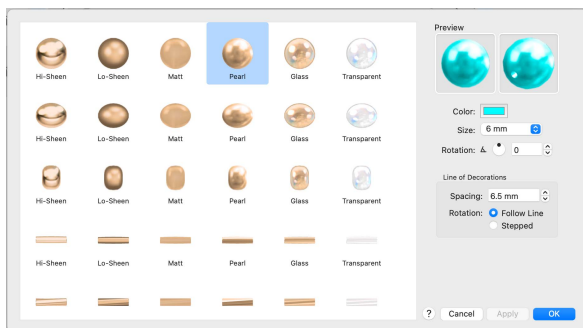 Preview
Hi-Sheen Lo-Sheen Matt Pearl Glass Transparent
Color:
Size: 6 mm
Hi-Sheen Lo-Sheen Matt Pearl Glass Transparent
Rotation: 0
Line of Decorations
Spacing: 6.5 mm
Hi-Sheen Lo-Sheen Matt Pearl Glass Transparent
Rotation: Follow Line
Stepped
Hi-Sheen Lo-Sheen Matt Pearl Glass Transparent
? Cancel Apply OK